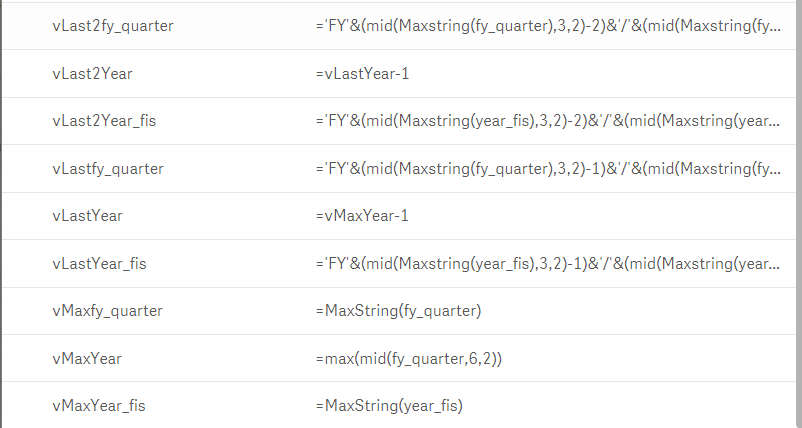 vLast2fy_quarter ='FY'&(mid(Maxstring(fy_quarter),3,2)-2)&'/'&(mid(Maxstring(fy...
vLast2Year =vLastYear-1
vLast2Year_fis ='FY'&(mid(Maxstring(year_fis),3,2)-2)&'/'&(mid(Maxstring(year...
vLastfy_quarter ='FY'&(mid(Maxstring(fy_quarter),3,2)-1)&'/'&(mid(Maxstring(fy...
vLastYear =vMaxYear-1
vLastYear_fis ='FY'&(mid(Maxstring(year_fis),3,2)-1)&'/'&(mid(Maxstring(year...
vMaxfy_quarter =MaxString(fy_quarter)
vMaxYear =max(mid(fy_quarter,6,2))
vMaxYear_fis =MaxString(year_fis)